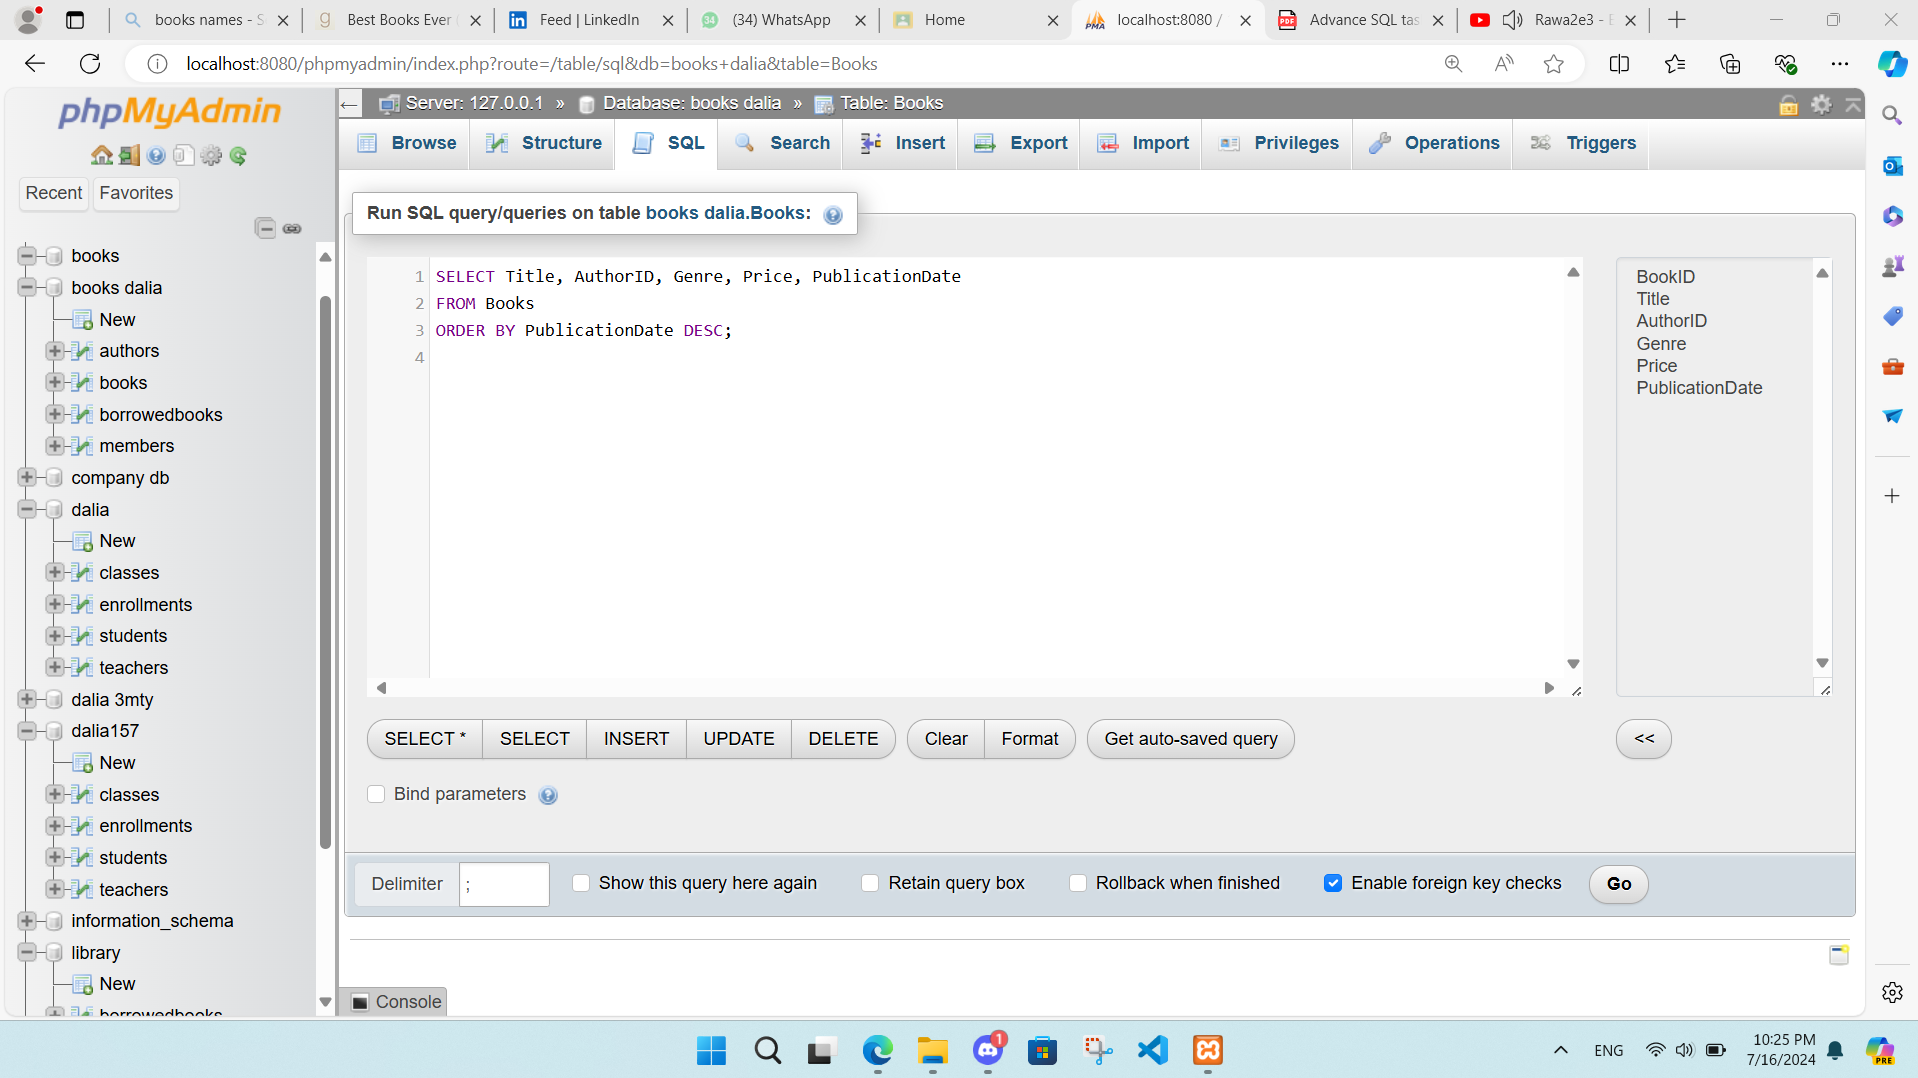 books names - S
Best Books Ever
Feed | LinkedIn
(34) WhatsApp
Home
localhost:8080 /
Advance SQL tas
Rawa2e3 -
localhost:8080/phpmyadmin/index.php?route=/table/sql&db=books+dalia&table=Books
phpMyAdmin
Recent
Favorites
books
books dalia
New
authors
books
borrowedbooks
members
company db
dalia
New
classes
enrollments
students
teachers
dalia 3mty
dalia157
New
classes
enrollments
students
teachers
information_schema
library
New
borrowedbooks
Server: 127.0.0.1 » Database: books dalia » Table: Books
Browse
Structure
SQL
Search
Insert
Export
Import
Privileges
Operations
Triggers
Run SQL query/queries on table books dalia.Books:
1 SELECT Title, AuthorID, Genre, Price, PublicationDate
2 FROM Books
3 ORDER BY PublicationDate DESC;
4
BookID
Title
AuthorID
Genre
Price
PublicationDate
SELECT *
SELECT
INSERT
UPDATE
DELETE
Clear
Format
Get auto-saved query
<<
Bind parameters
Delimiter
;
Show this query here again
Retain query box
Rollback when finished
Enable foreign key checks
Go
Console
1
ENG
10:25 PM
7/16/2024
PRE